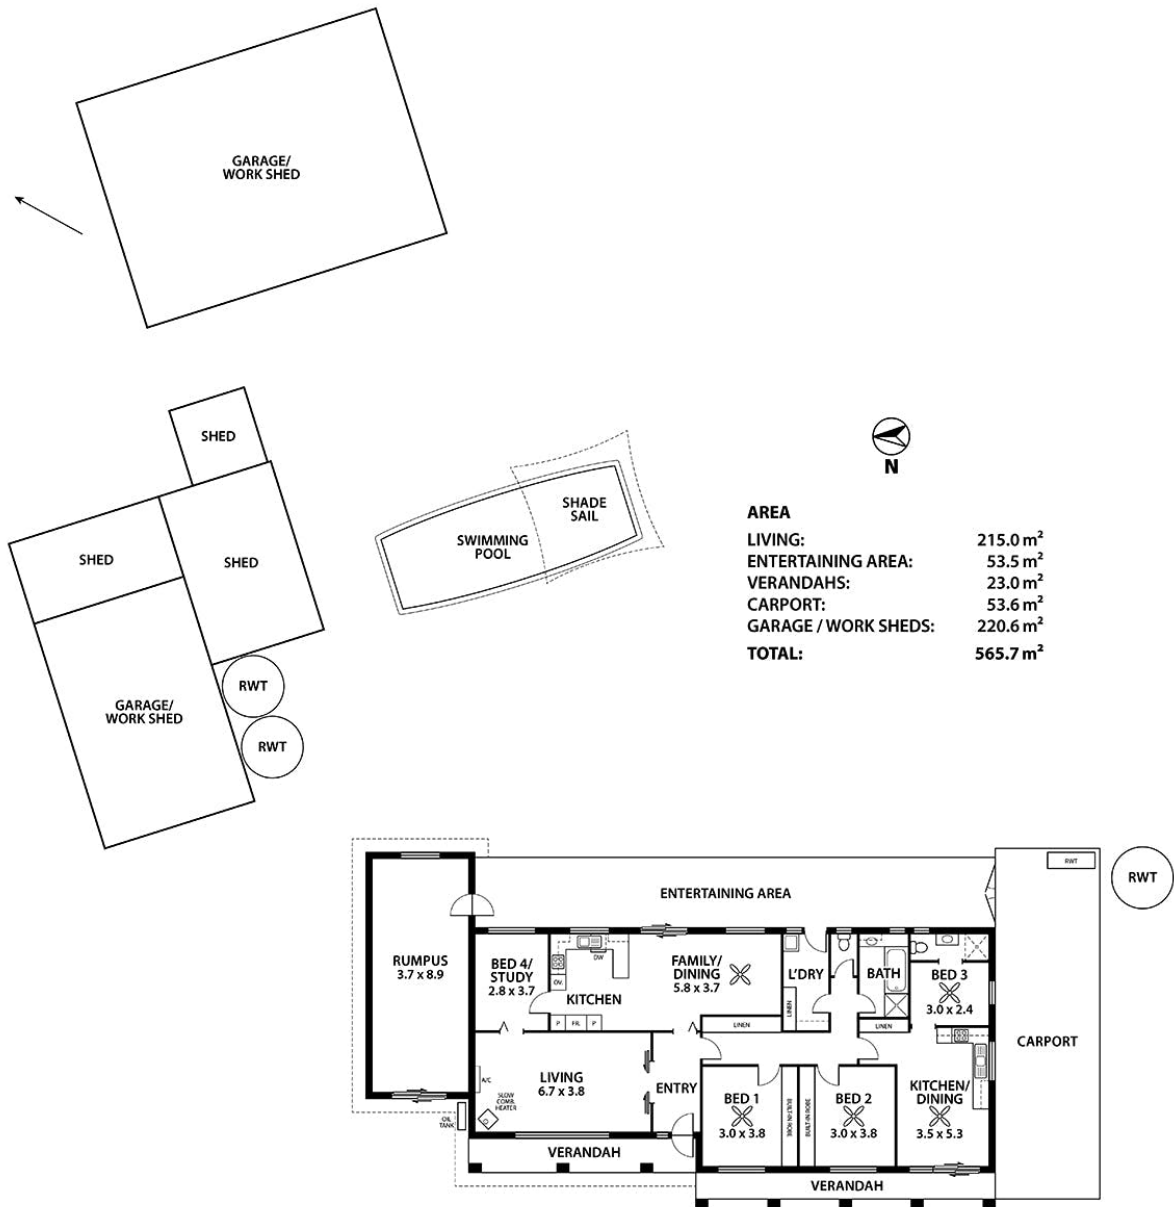 GARAGE/
WORK SHED
SHED
SHED
SHED
GARAGE/
WORK SHED
RWT
RWT
SWIMMING
POOL
SHADE
SAIL
N
AREA
LIVING: 215.0 m²
ENTERTAINING AREA: 53.5 m²
VERANDAHS: 23.0 m²
CARPORT: 53.6 m²
GARAGE / WORK SHEDS: 220.6 m²
TOTAL: 565.7 m²
RWT
RWT
ENTERTAINING AREA
RUMPUS
3.7 x 8.9
BED 4/
STUDY
2.8 x 3.7
DW
OV.
KITCHEN
P
FR.
P
FAMILY/
DINING
5.8 x 3.7
L'DRY
LINEN
BATH
BED 3
3.0 x 2.4
LINEN
LINEN
CARPORT
A/C
LIVING
6.7 x 3.8
SLOW
COMB.
HEATER
OIL
TANK
ENTRY
BED 1
3.0 x 3.8
BUILT-IN ROBE
BUILT-IN ROBE
BED 2
3.0 x 3.8
KITCHEN/
DINING
3.5 x 5.3
VERANDAH
VERANDAH